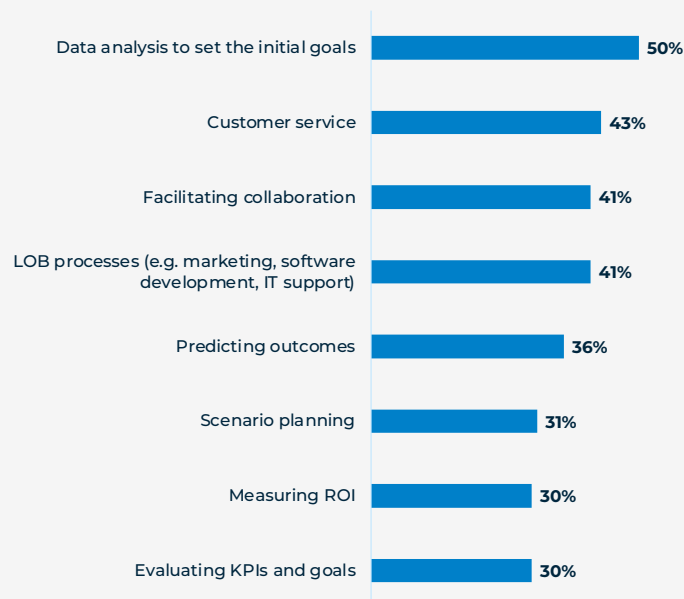 Data analysis to set the initial goals
50%
Customer service
43%
Facilitating collaboration
41%
LOB processes (e.g. marketing, software
development, IT support)
41%
Predicting outcomes
36%
Scenario planning
31%
Measuring ROI
30%
Evaluating KPIs and goals
30%